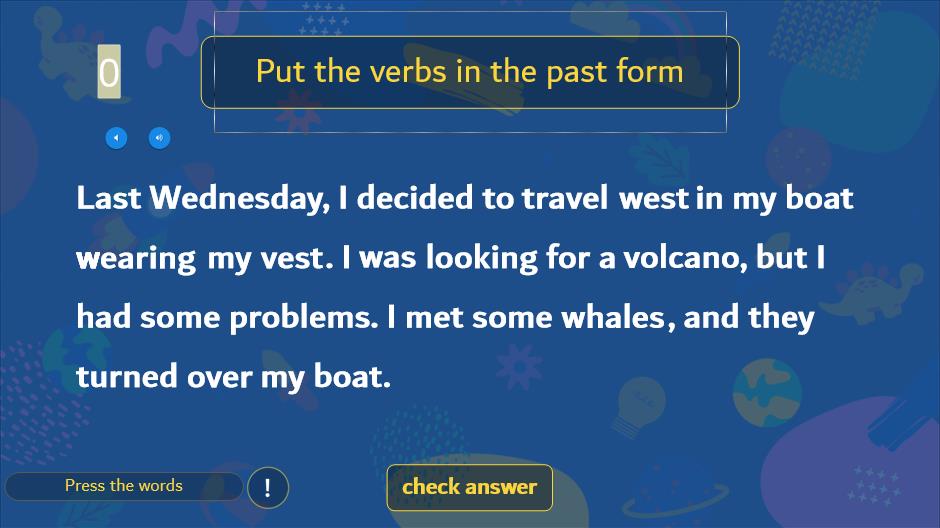 0
Put the verbs in the past form
Last Wednesday, I decided to travel west in my boat
wearing my vest. I was looking for a volcano, but I
had some problems. I met some whales, and they
turned over my boat.
Press the words
!
check answer